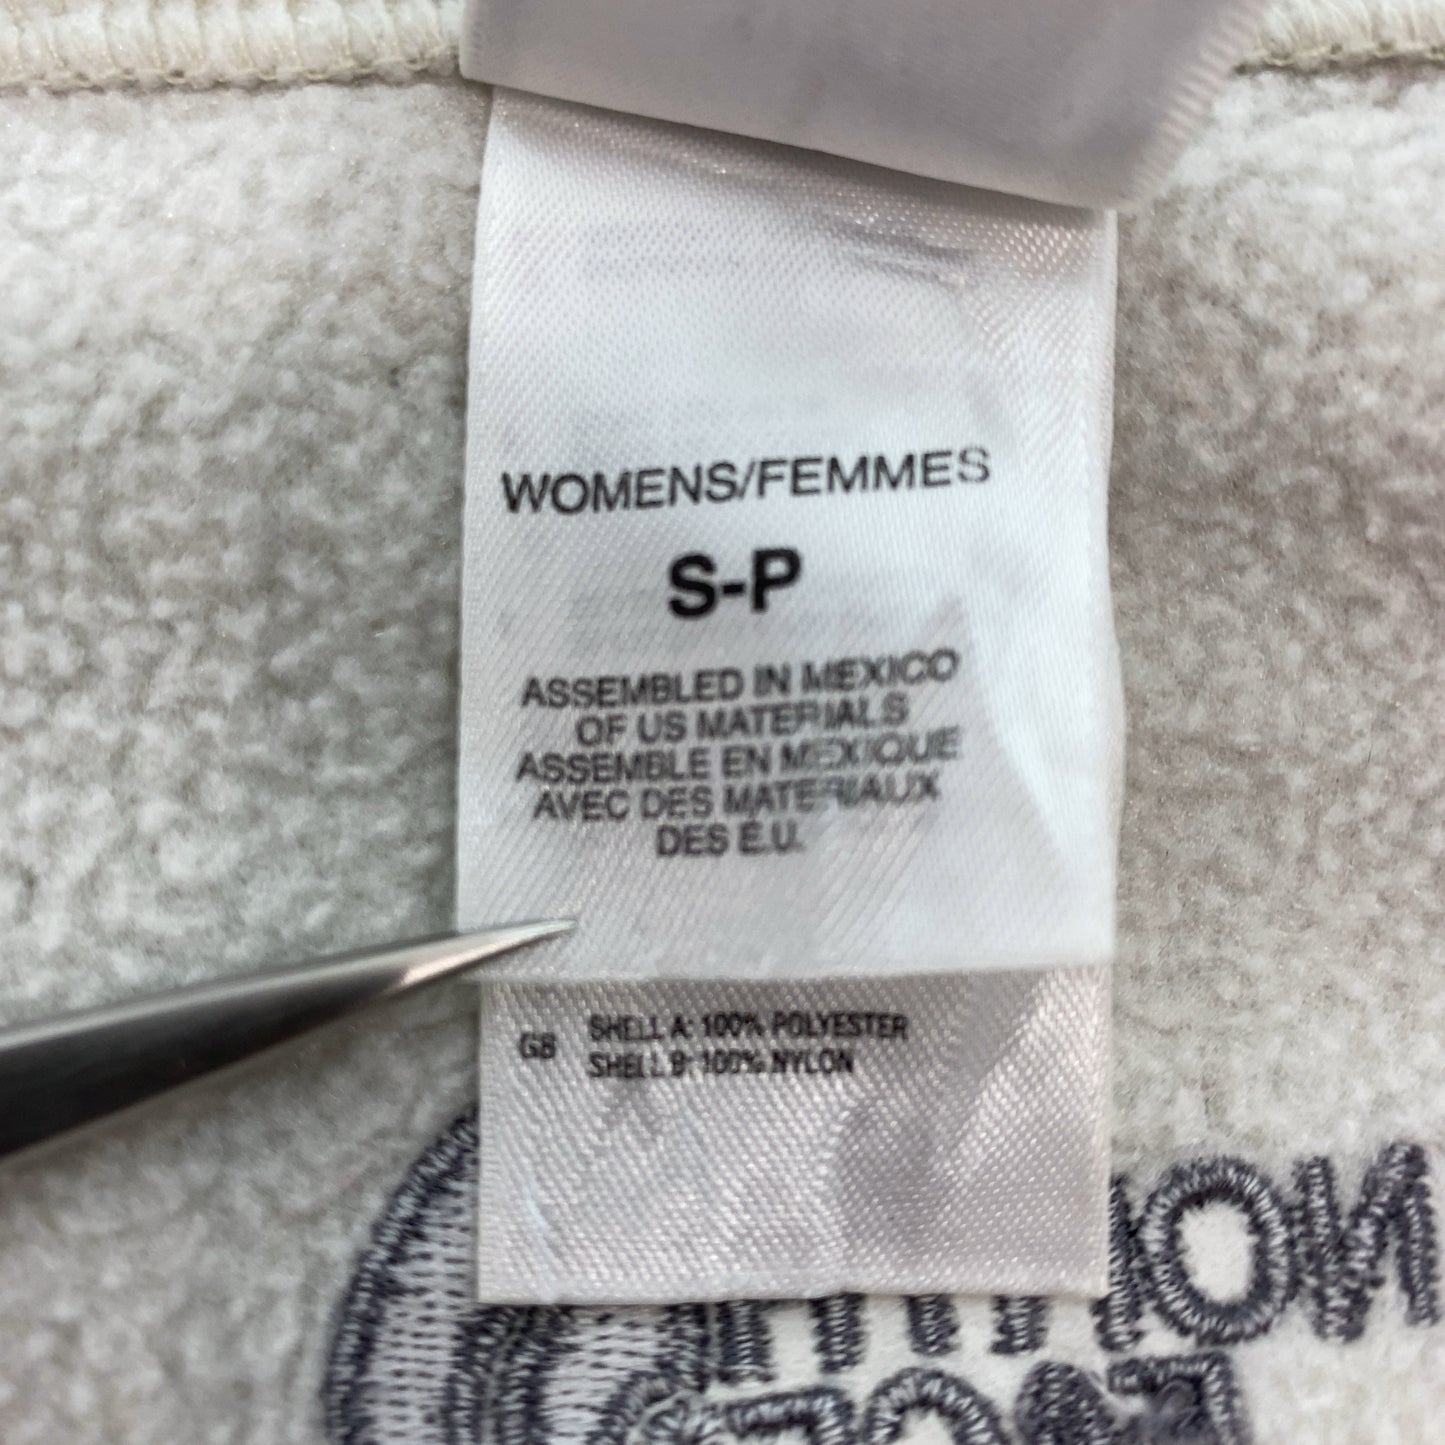 WOMENS/FEMMES
S-P
ASSEMBLED IN MEXICO
OF US MATERIALS
ASSEMBLE EN MEXIQUE
AVEC DES MATERIAUX
DES É.U.
GB SHELL A: 100% POLYESTER
SHELL B: 100% NYLON